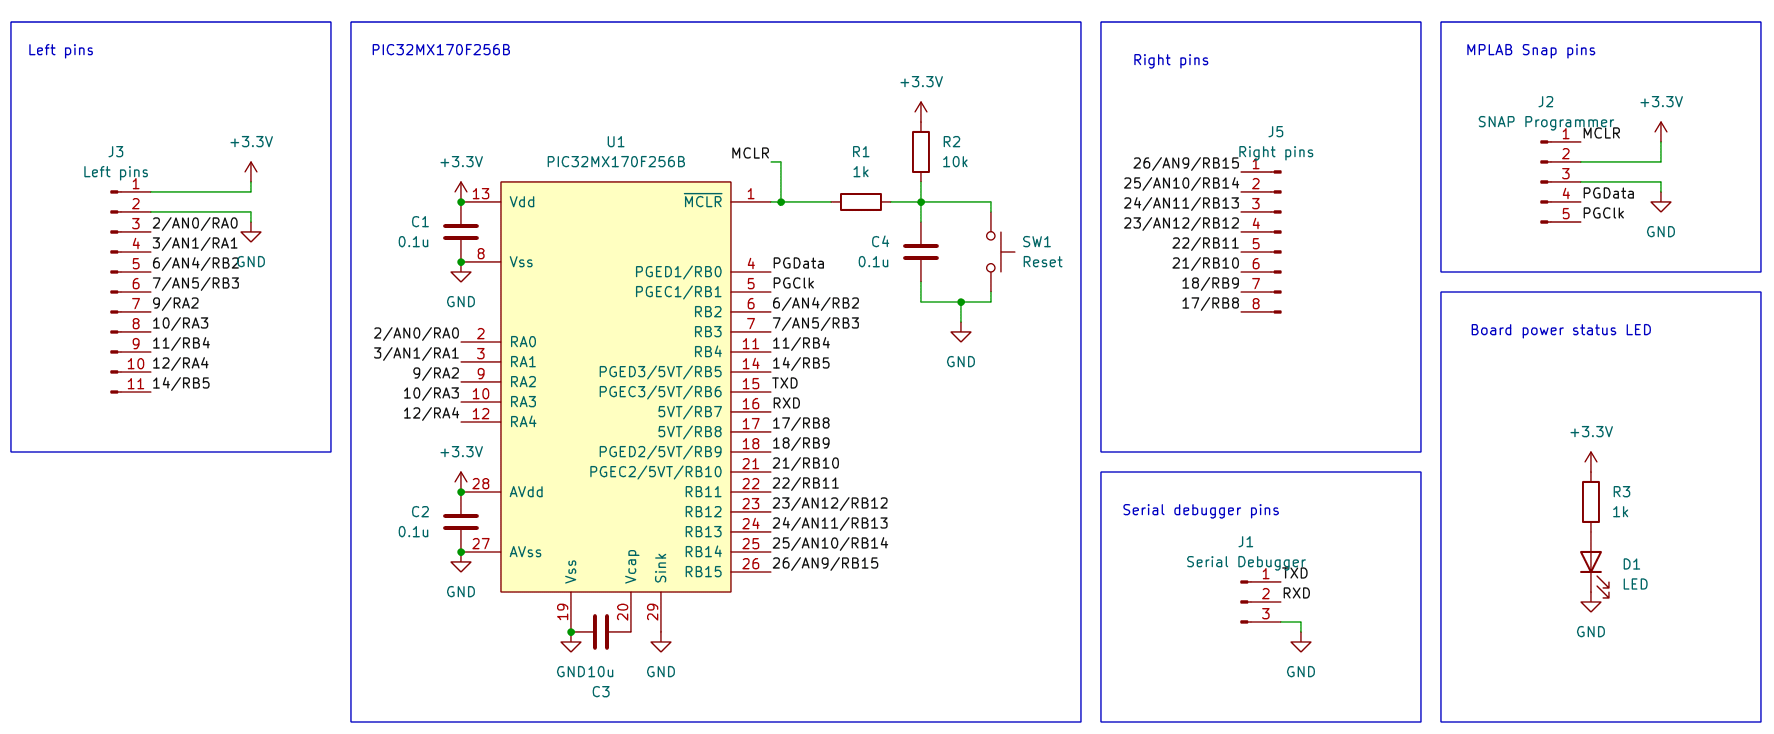 Left pins
J3
Left pins
+3.3V
GND
1
2
3 2/AN0/RA0
4 3/AN1/RA1
5 6/AN4/RB2
6 7/AN5/RB3
7 9/RA2
8 10/RA3
9 11/RB4
10 12/RA4
11 14/RB5
PIC32MX170F256B
U1
PIC32MX170F256B
+3.3V
C1
0.1u
GND
13 Vdd
8 Vss
2/AN0/RA0 2 RA0
3/AN1/RA1 3 RA1
9/RA2 9 RA2
10/RA3 10 RA3
12/RA4 12 RA4
+3.3V
C2
0.1u
GND
28 AVdd
27 AVss
Vss 19
Vcap 20
Sink 29
GND
10u
C3
GND
MCLR
MCLR 1
PGED1/RB0 4 PGData
PGEC1/RB1 5 PGClk
RB2 6 6/AN4/RB2
RB3 7 7/AN5/RB3
RB4 11 11/RB4
PGED3/5VT/RB5 14 14/RB5
PGEC3/5VT/RB6 15 TXD
5VT/RB7 16 RXD
5VT/RB8 17 17/RB8
PGED2/5VT/RB9 18 18/RB9
PGEC2/5VT/RB10 21 21/RB10
RB11 22 22/RB11
RB12 23 23/AN12/RB12
RB13 24 24/AN11/RB13
RB14 25 25/AN10/RB14
RB15 26 26/AN9/RB15
R1
1k
+3.3V
R2
10k
C4
0.1u
SW1
Reset
GND
Right pins
J5
Right pins
26/AN9/RB15 1
25/AN10/RB14 2
24/AN11/RB13 3
23/AN12/RB12 4
22/RB11 5
21/RB10 6
18/RB9 7
17/RB8 8
Serial debugger pins
J1
Serial Debugger
1 TXD
2 RXD
3
GND
MPLAB Snap pins
J2
SNAP Programmer
+3.3V
1 MCLR
2
3
4 PGData
5 PGClk
GND
Board power status LED
+3.3V
R3
1k
D1
LED
GND